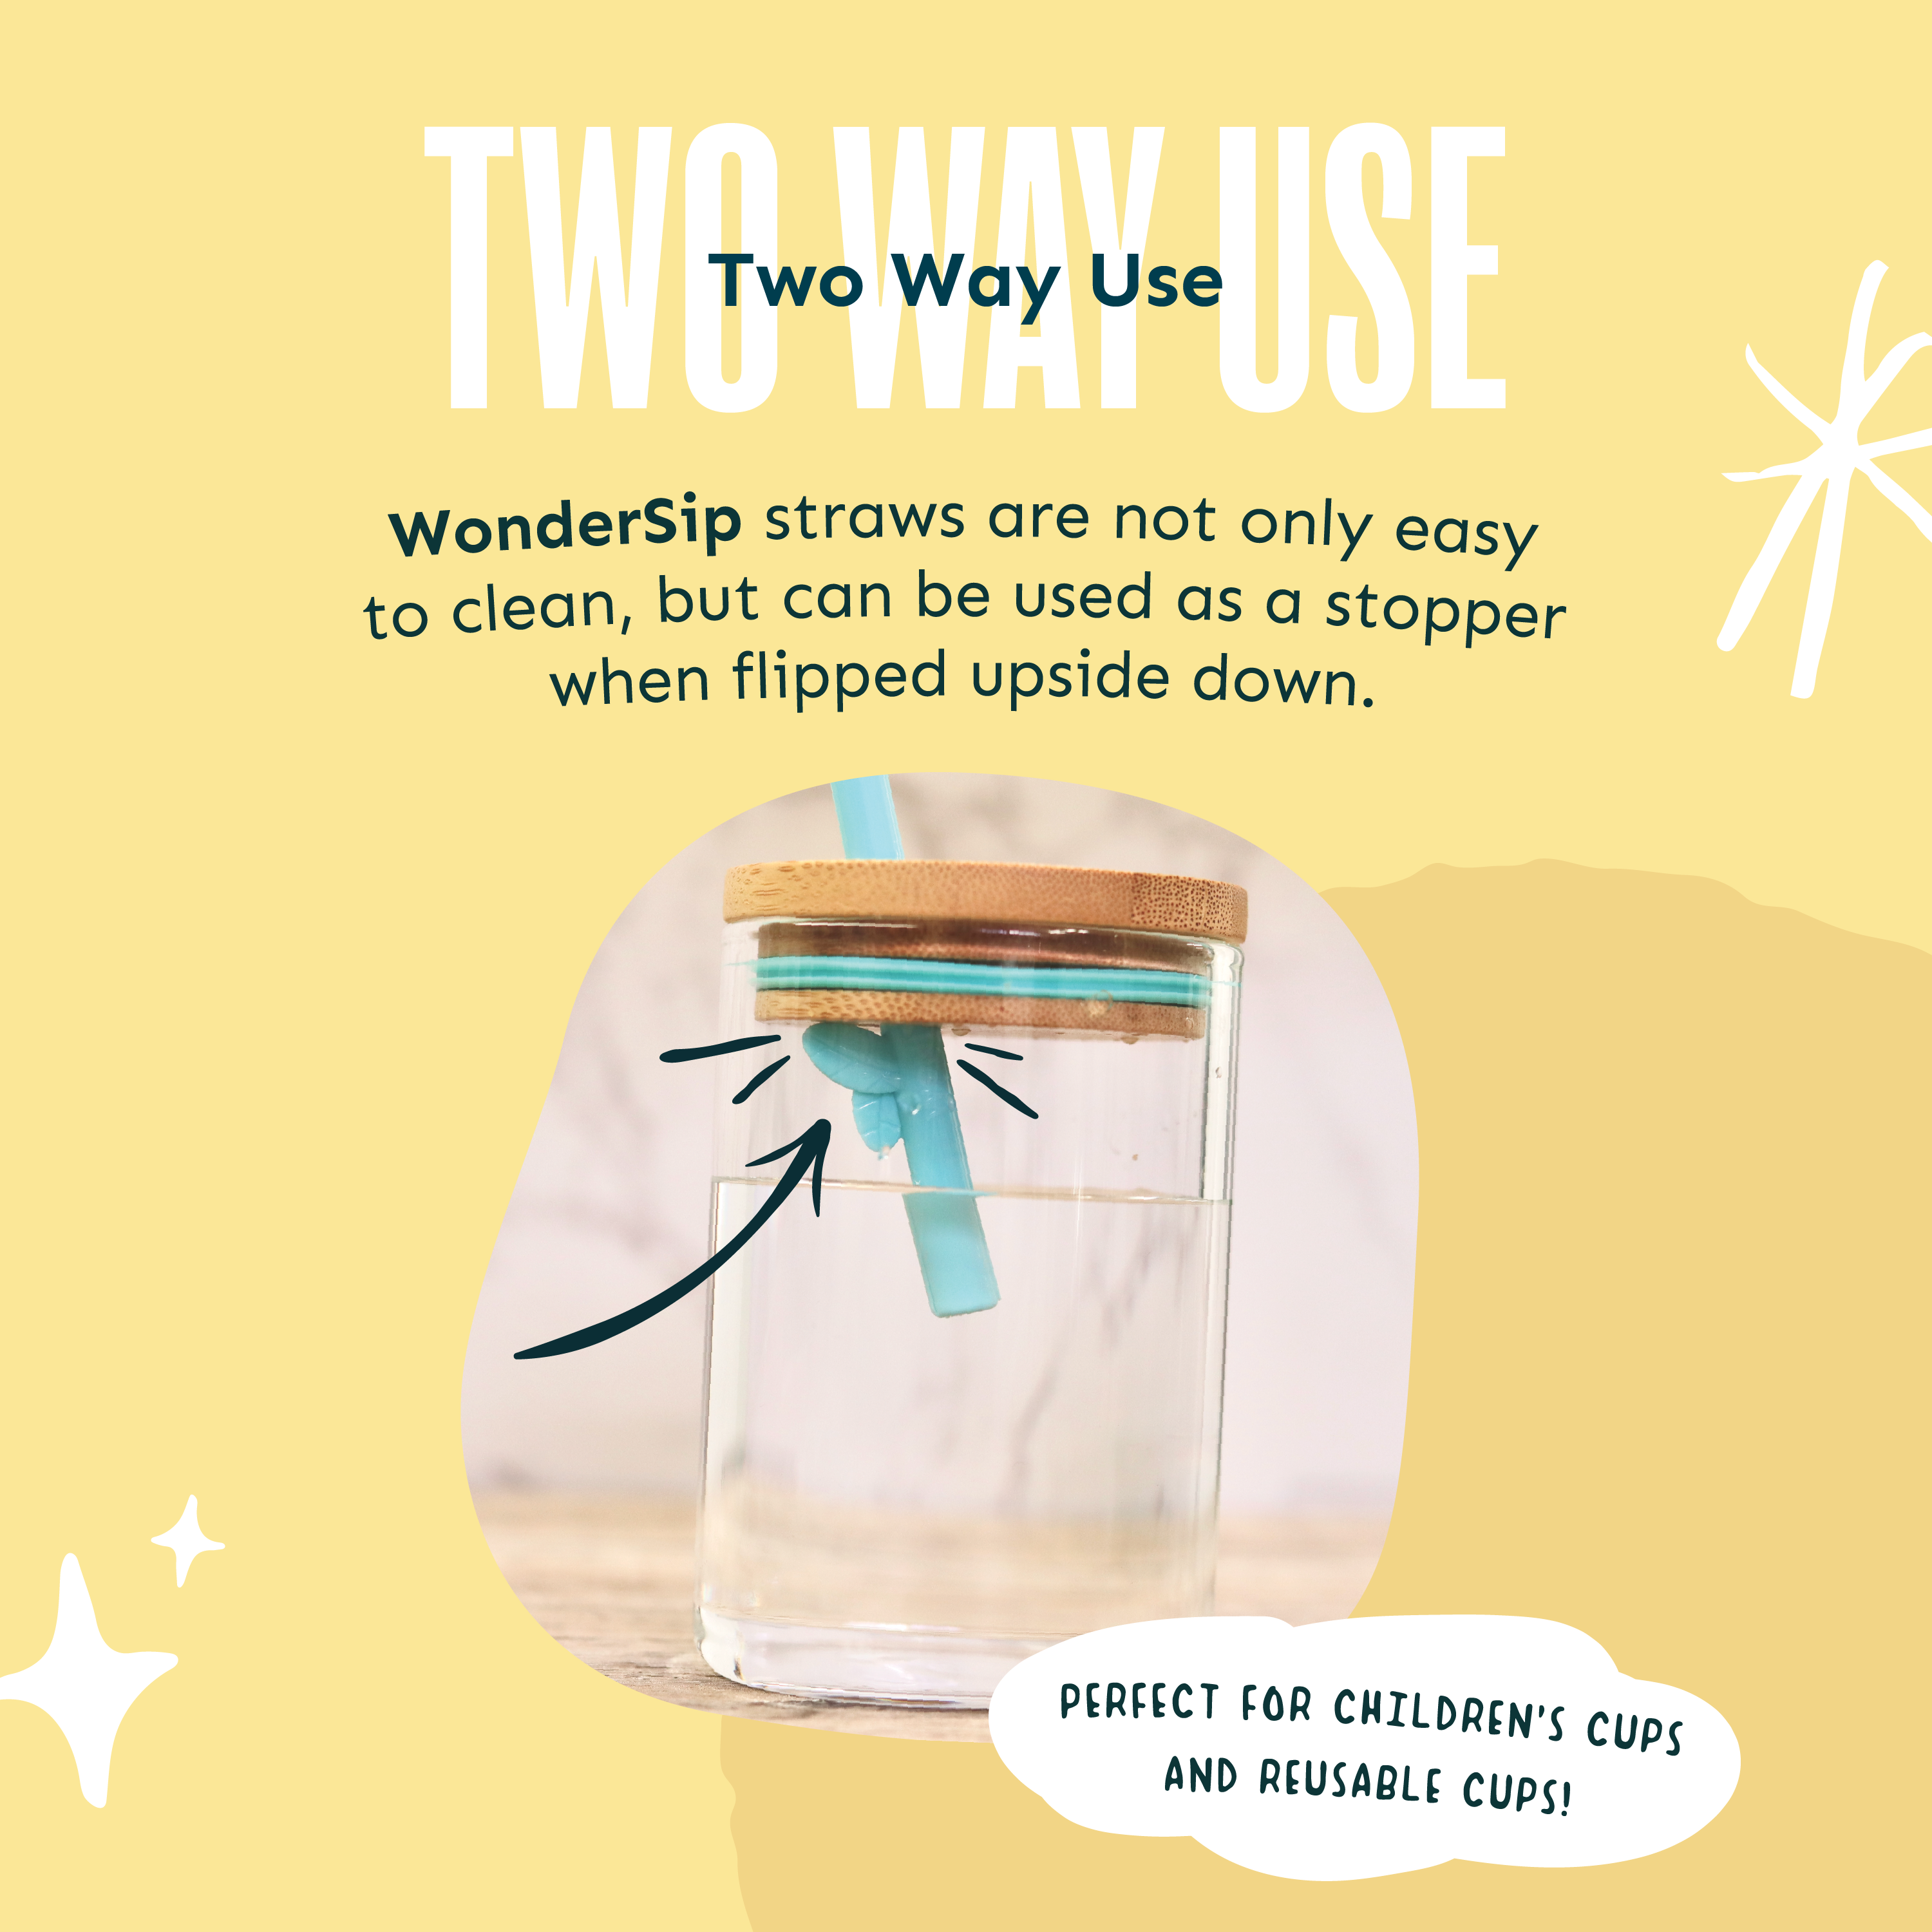 TWO WAY USE
Two Way Use
WonderSip straws are not only easy
to clean, but can be used as a stopper
when flipped upside down.
PERFECT FOR CHILDREN'S CUPS
AND REUSABLE CUPS!